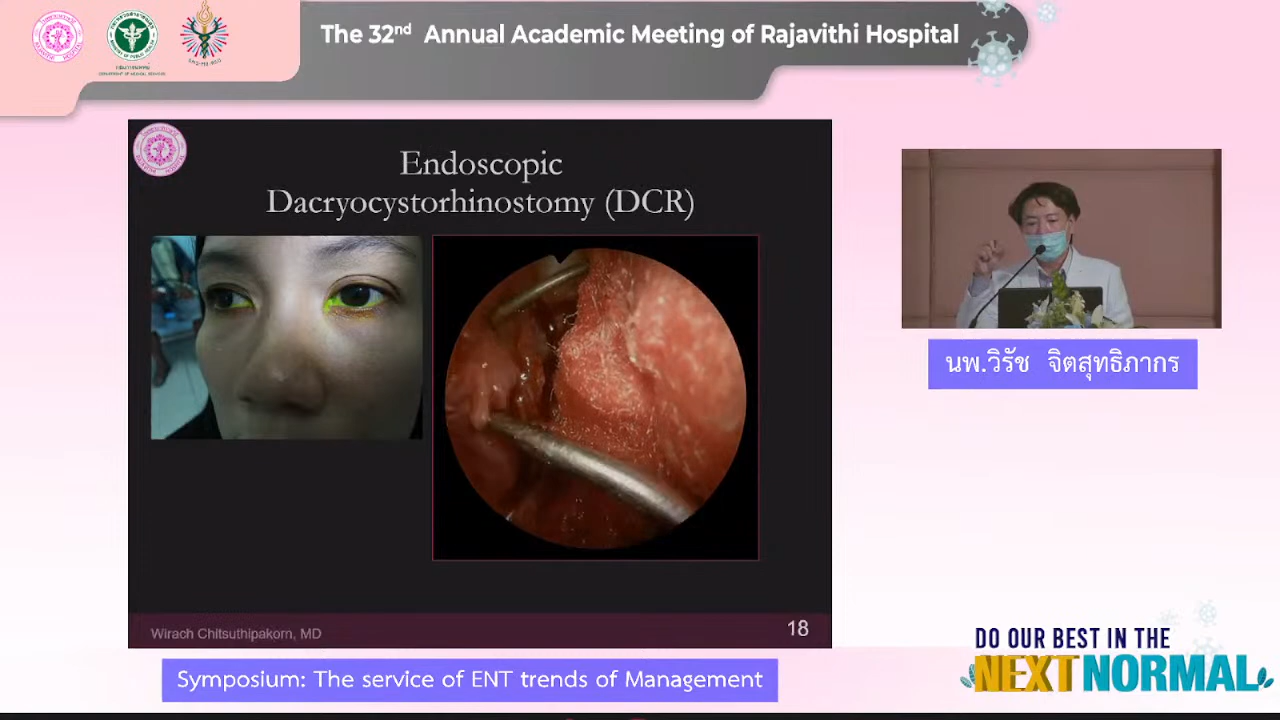 The 32nd Annual Academic Meeting of Rajavithi Hospital
Endoscopic
Dacryocystorhinostomy (DCR)
นพ.วิรัช จิตสุทธิภากร
Wirach Chitsuthipakorn, MD
18
Symposium: The service of ENT trends of Management
DO OUR BEST IN THE
NEXT NORMAL